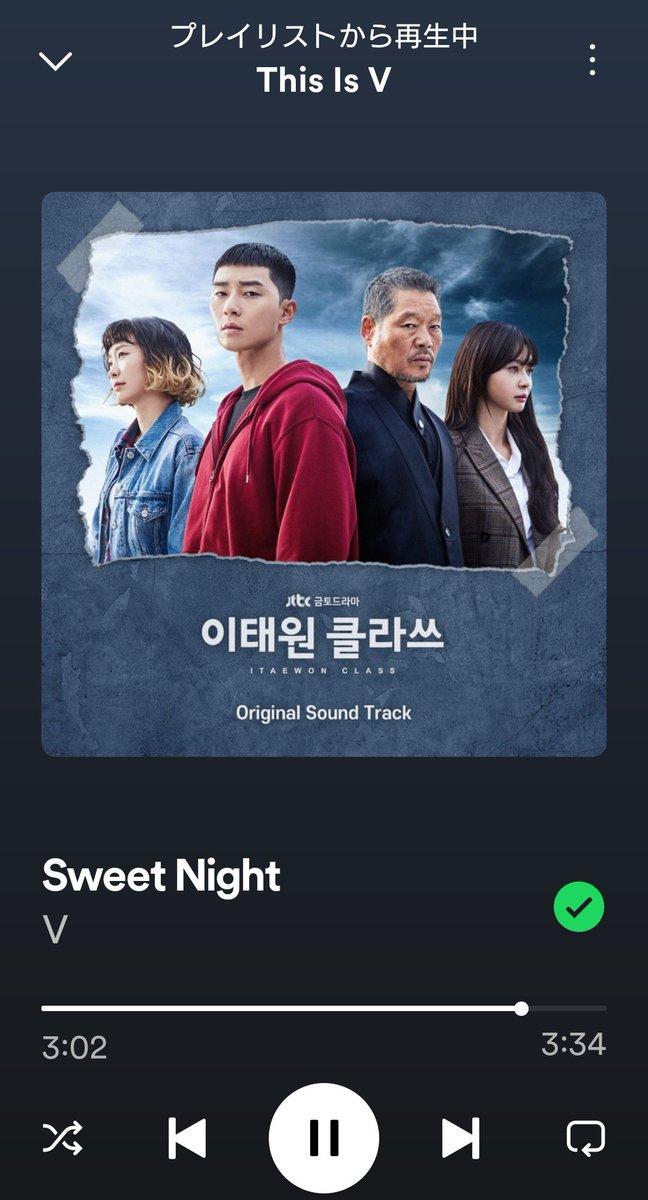 プレイリストから再生中
This Is V
jtbc 금토드라마
이태원 클라쓰
ITAEWON CLASS
Original Sound Track
Sweet Night
V
3:02
3:34